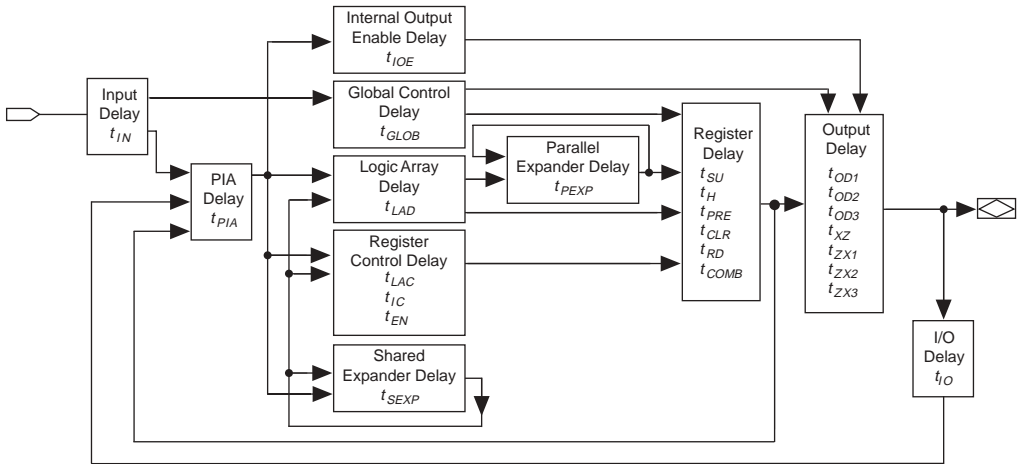 Internal Output
Enable Delay
tIOE
Input
Delay
tIN
Global Control
Delay
tGLOB
PIA
Delay
tPIA
Logic Array
Delay
tLAD
Parallel
Expander Delay
tPEXP
Register
Control Delay
tLAC
tIC
tEN
Shared
Expander Delay
tSEXP
Register
Delay
tSU
tH
tPRE
tCLR
tRD
tCOMB
Output
Delay
tOD1
tOD2
tOD3
tXZ
tZX1
tZX2
tZX3
I/O
Delay
tIO